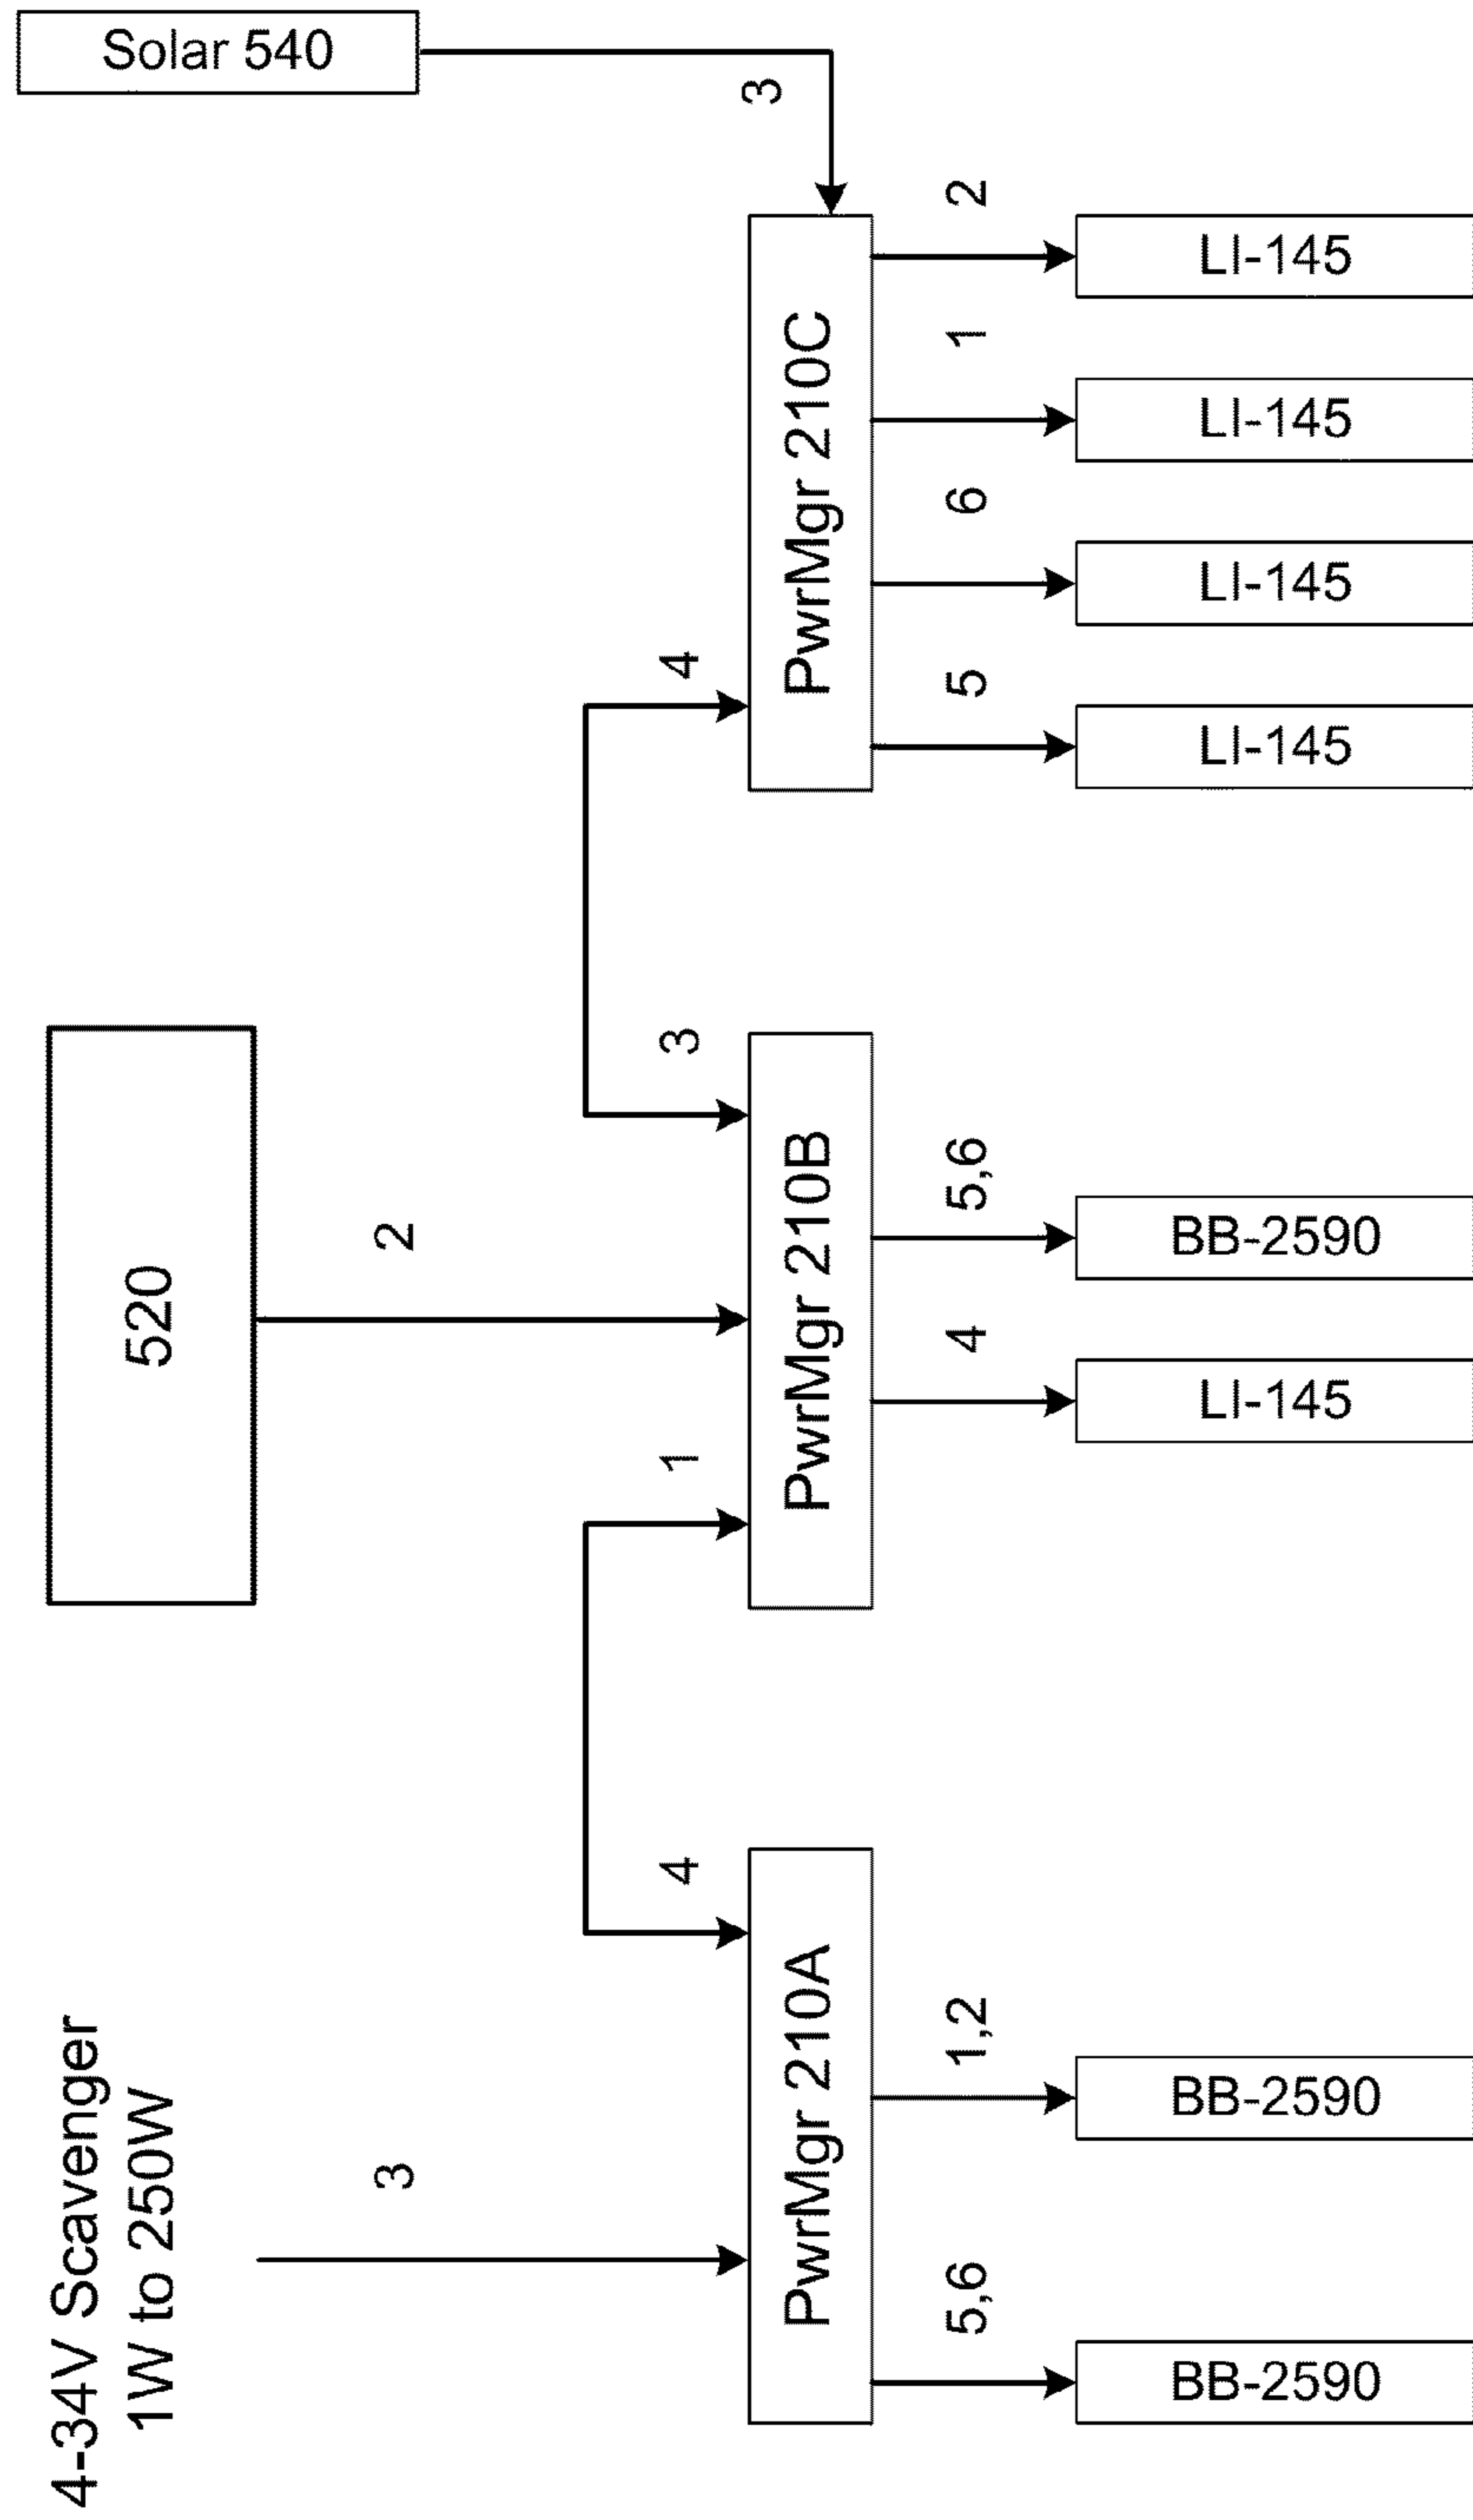 Solar 540
3
2
LI-145
1
LI-145
6
LI-145
5
LI-145
PwrMgr 210C
4
520
2
3
PwrMgr 210B
5,6
BB-2590
4
LI-145
1
4-34V Scavenger
1W to 250W
3
4
PwrMgr 210A
1,2
BB-2590
5,6
BB-2590